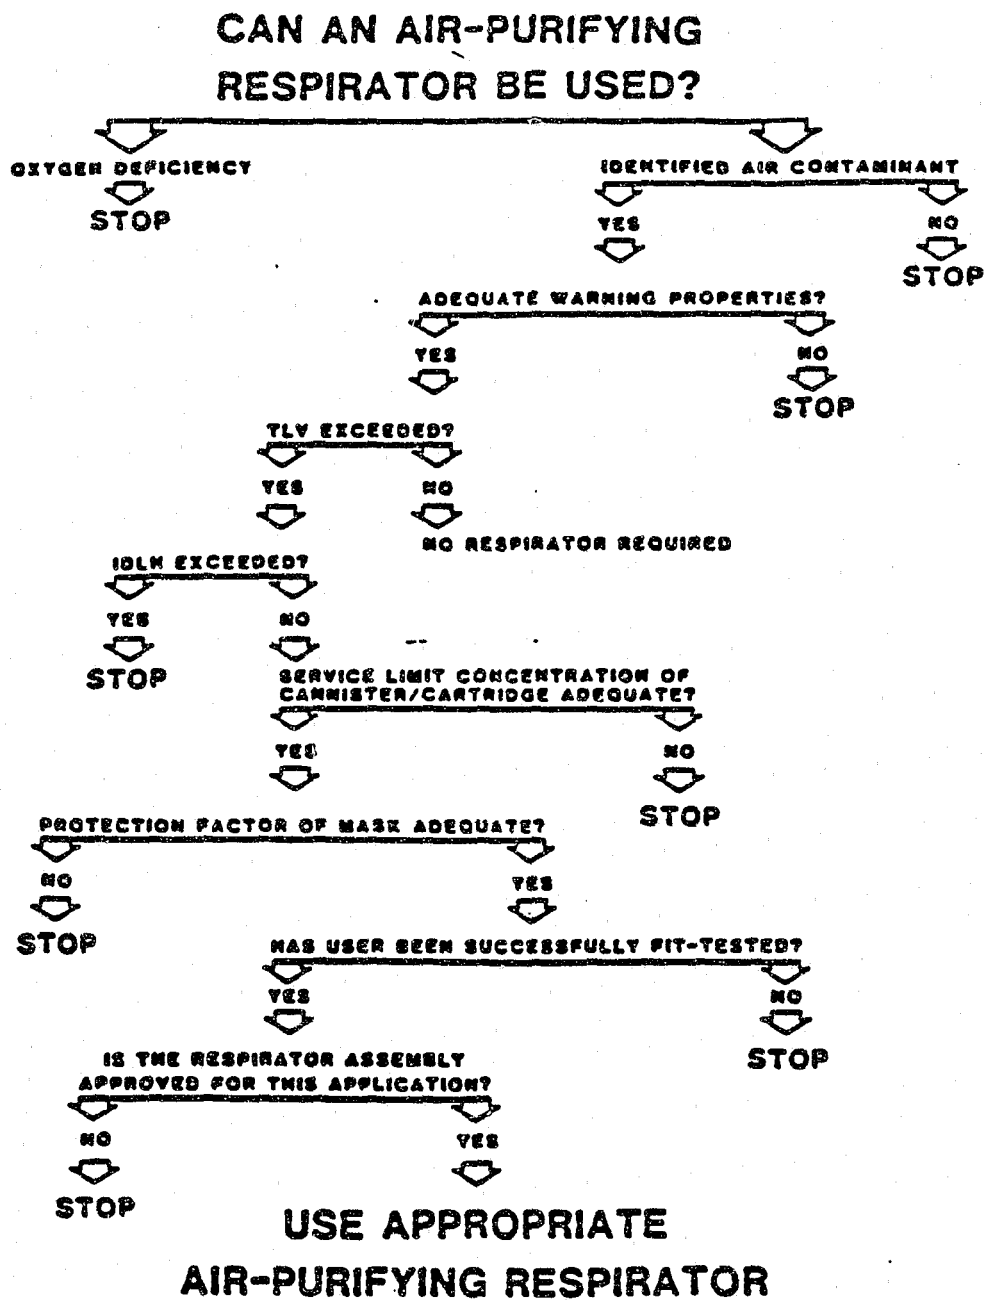 CAN AN AIR-PURIFYING
RESPIRATOR BE USED?
OXYGEN DEFICIENCY
IDENTIFIED AIR CONTAMINANT
STOP
YES
NO
STOP
ADEQUATE WARNING PROPERTIES?
YES
NO
STOP
TLV EXCEEDED?
YES
NO
NO RESPIRATOR REQUIRED
IDLH EXCEEDED?
YES
NO
STOP
SERVICE LIMIT CONCENTRATION OF
CANNISTER/CARTRIDGE ADEQUATE?
YES
NO
STOP
PROTECTION FACTOR OF MASK ADEQUATE?
NO
YES
STOP
HAS USER BEEN SUCCESSFULLY FIT-TESTED?
YES
NO
STOP
IS THE RESPIRATOR ASSEMBLY
APPROVED FOR THIS APPLICATION?
NO
YES
STOP
USE APPROPRIATE
AIR-PURIFYING RESPIRATOR